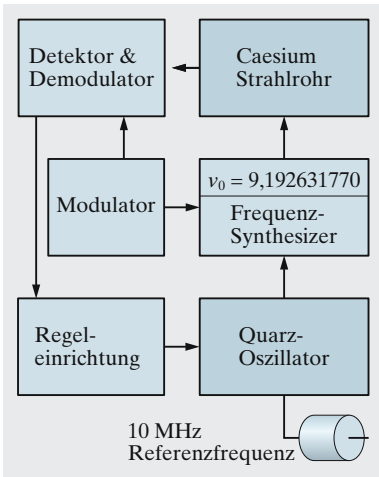 Detektor &
Demodulator
Caesium
Strahlrohr
Modulator
ν₀ = 9,192631770
Frequenz-
Synthesizer
Regel-
einrichtung
Quarz-
Oszillator
10 MHz
Referenzfrequenz